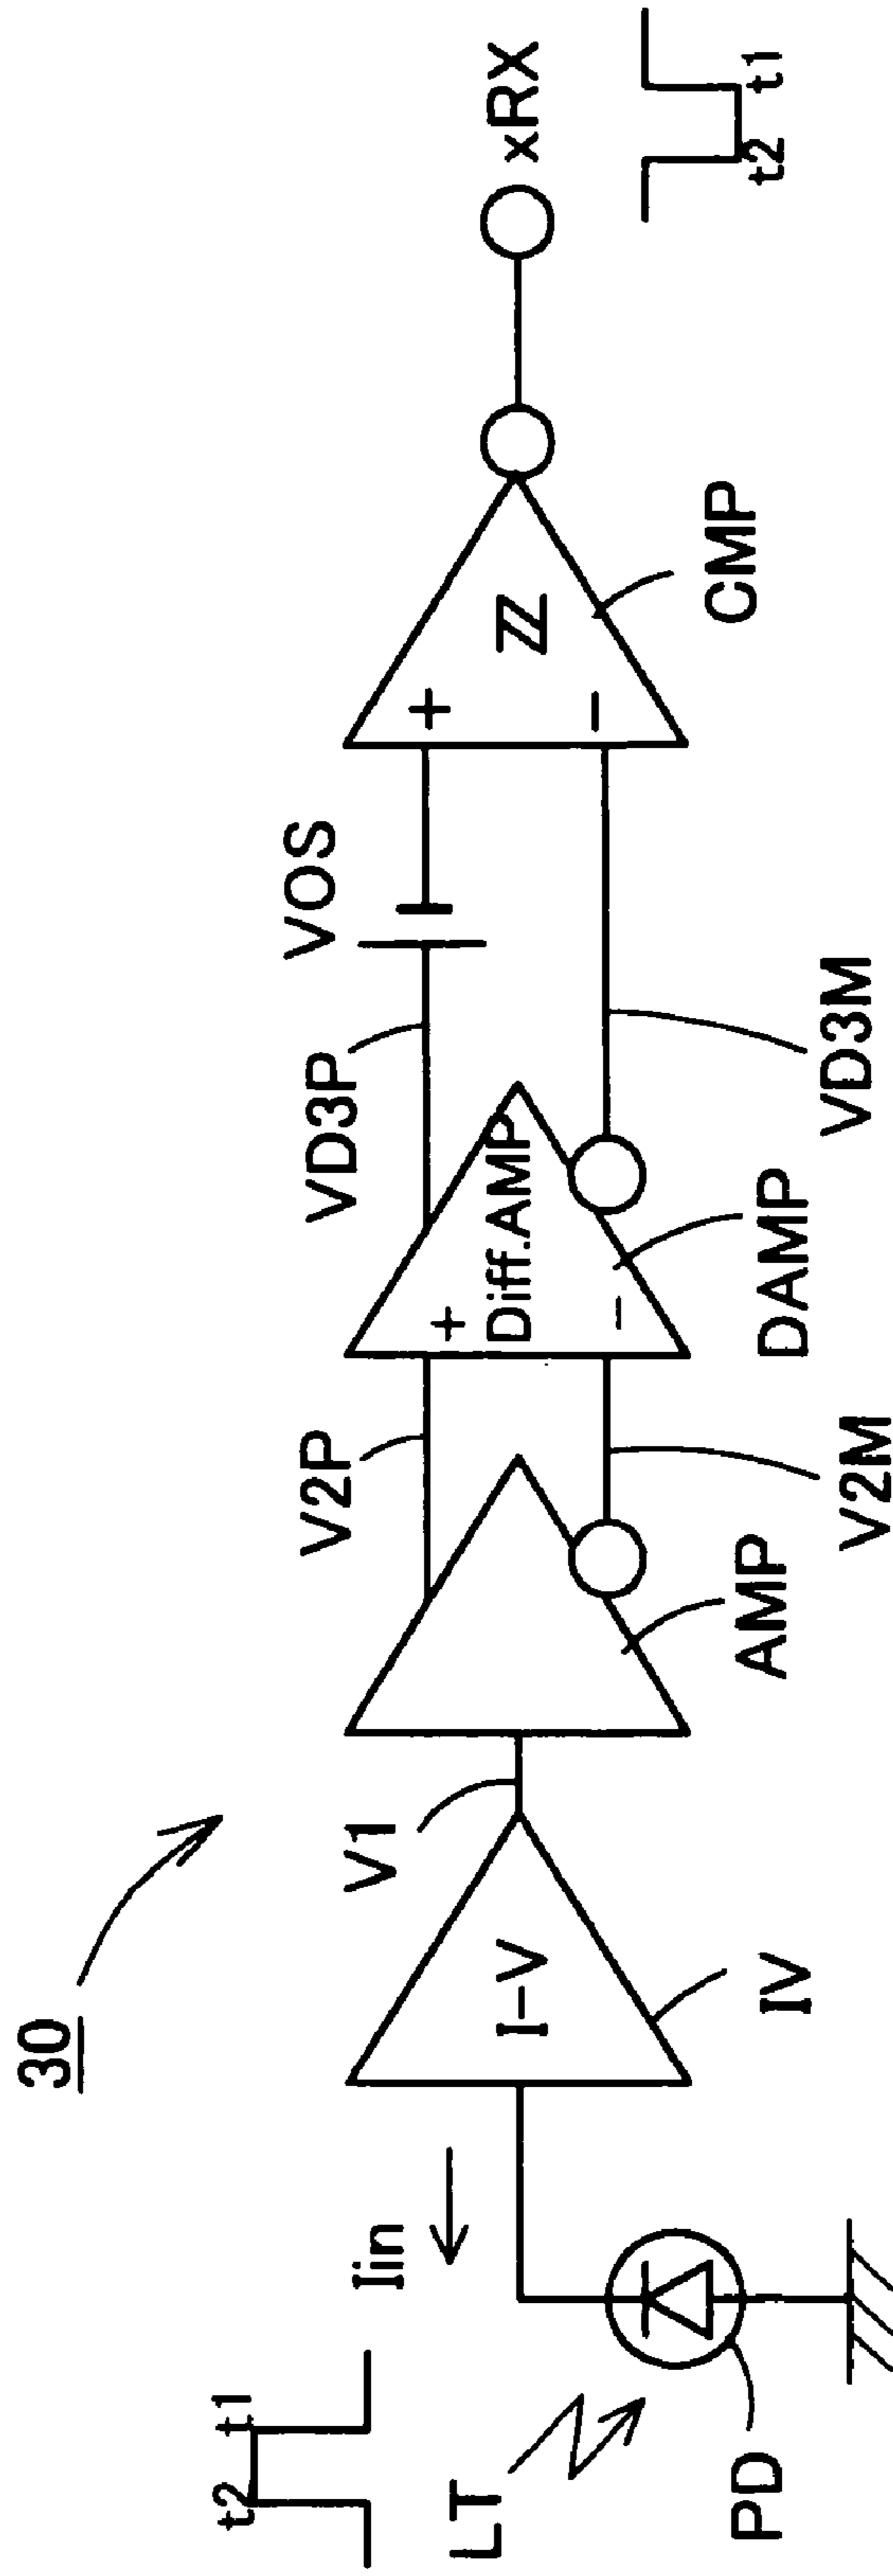 30
t2 t1
LT
PD
Iin
I-V
IV
V1
AMP
V2P
V2M
+
-
Diff.AMP
DAMP
VD3P
VD3M
VOS
+
-
CMP
xRX
t2 t1